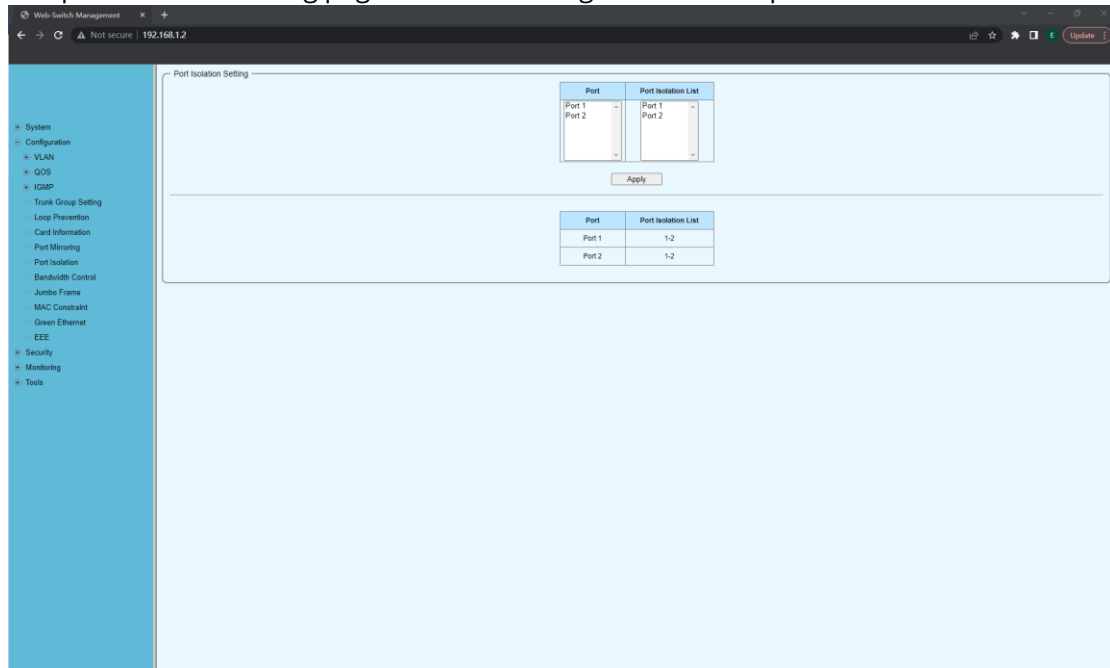 Web-Switch Management
Not secure | 192.168.1.2
E
Update
System
Configuration
VLAN
QOS
IGMP
Trunk Group Setting
Loop Prevention
Card Information
Port Mirroring
Port Isolation
Bandwidth Control
Jumbo Frame
MAC Constraint
Green Ethernet
EEE
Security
Monitoring
Tools
Port Isolation Setting
Port Port Isolation List
Port 1 Port 1
Port 2 Port 2
Apply
Port Port Isolation List
Port 1 1-2
Port 2 1-2